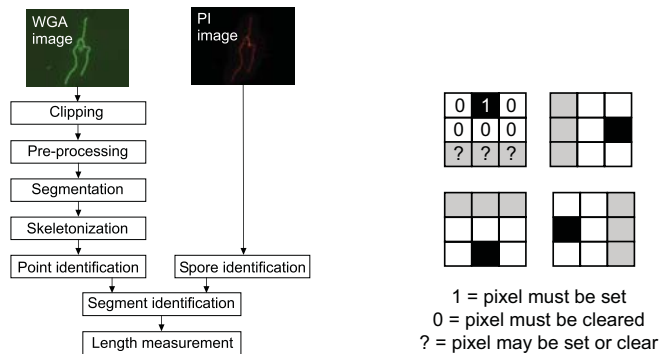 WGA
image
PI
image
Clipping
Pre-processing
Segmentation
Skeletonization
Point identification
Spore identification
Segment identification
Length measurement
0 1 0
0 0 0
? ? ?
1 = pixel must be set
0 = pixel must be cleared
? = pixel may be set or clear